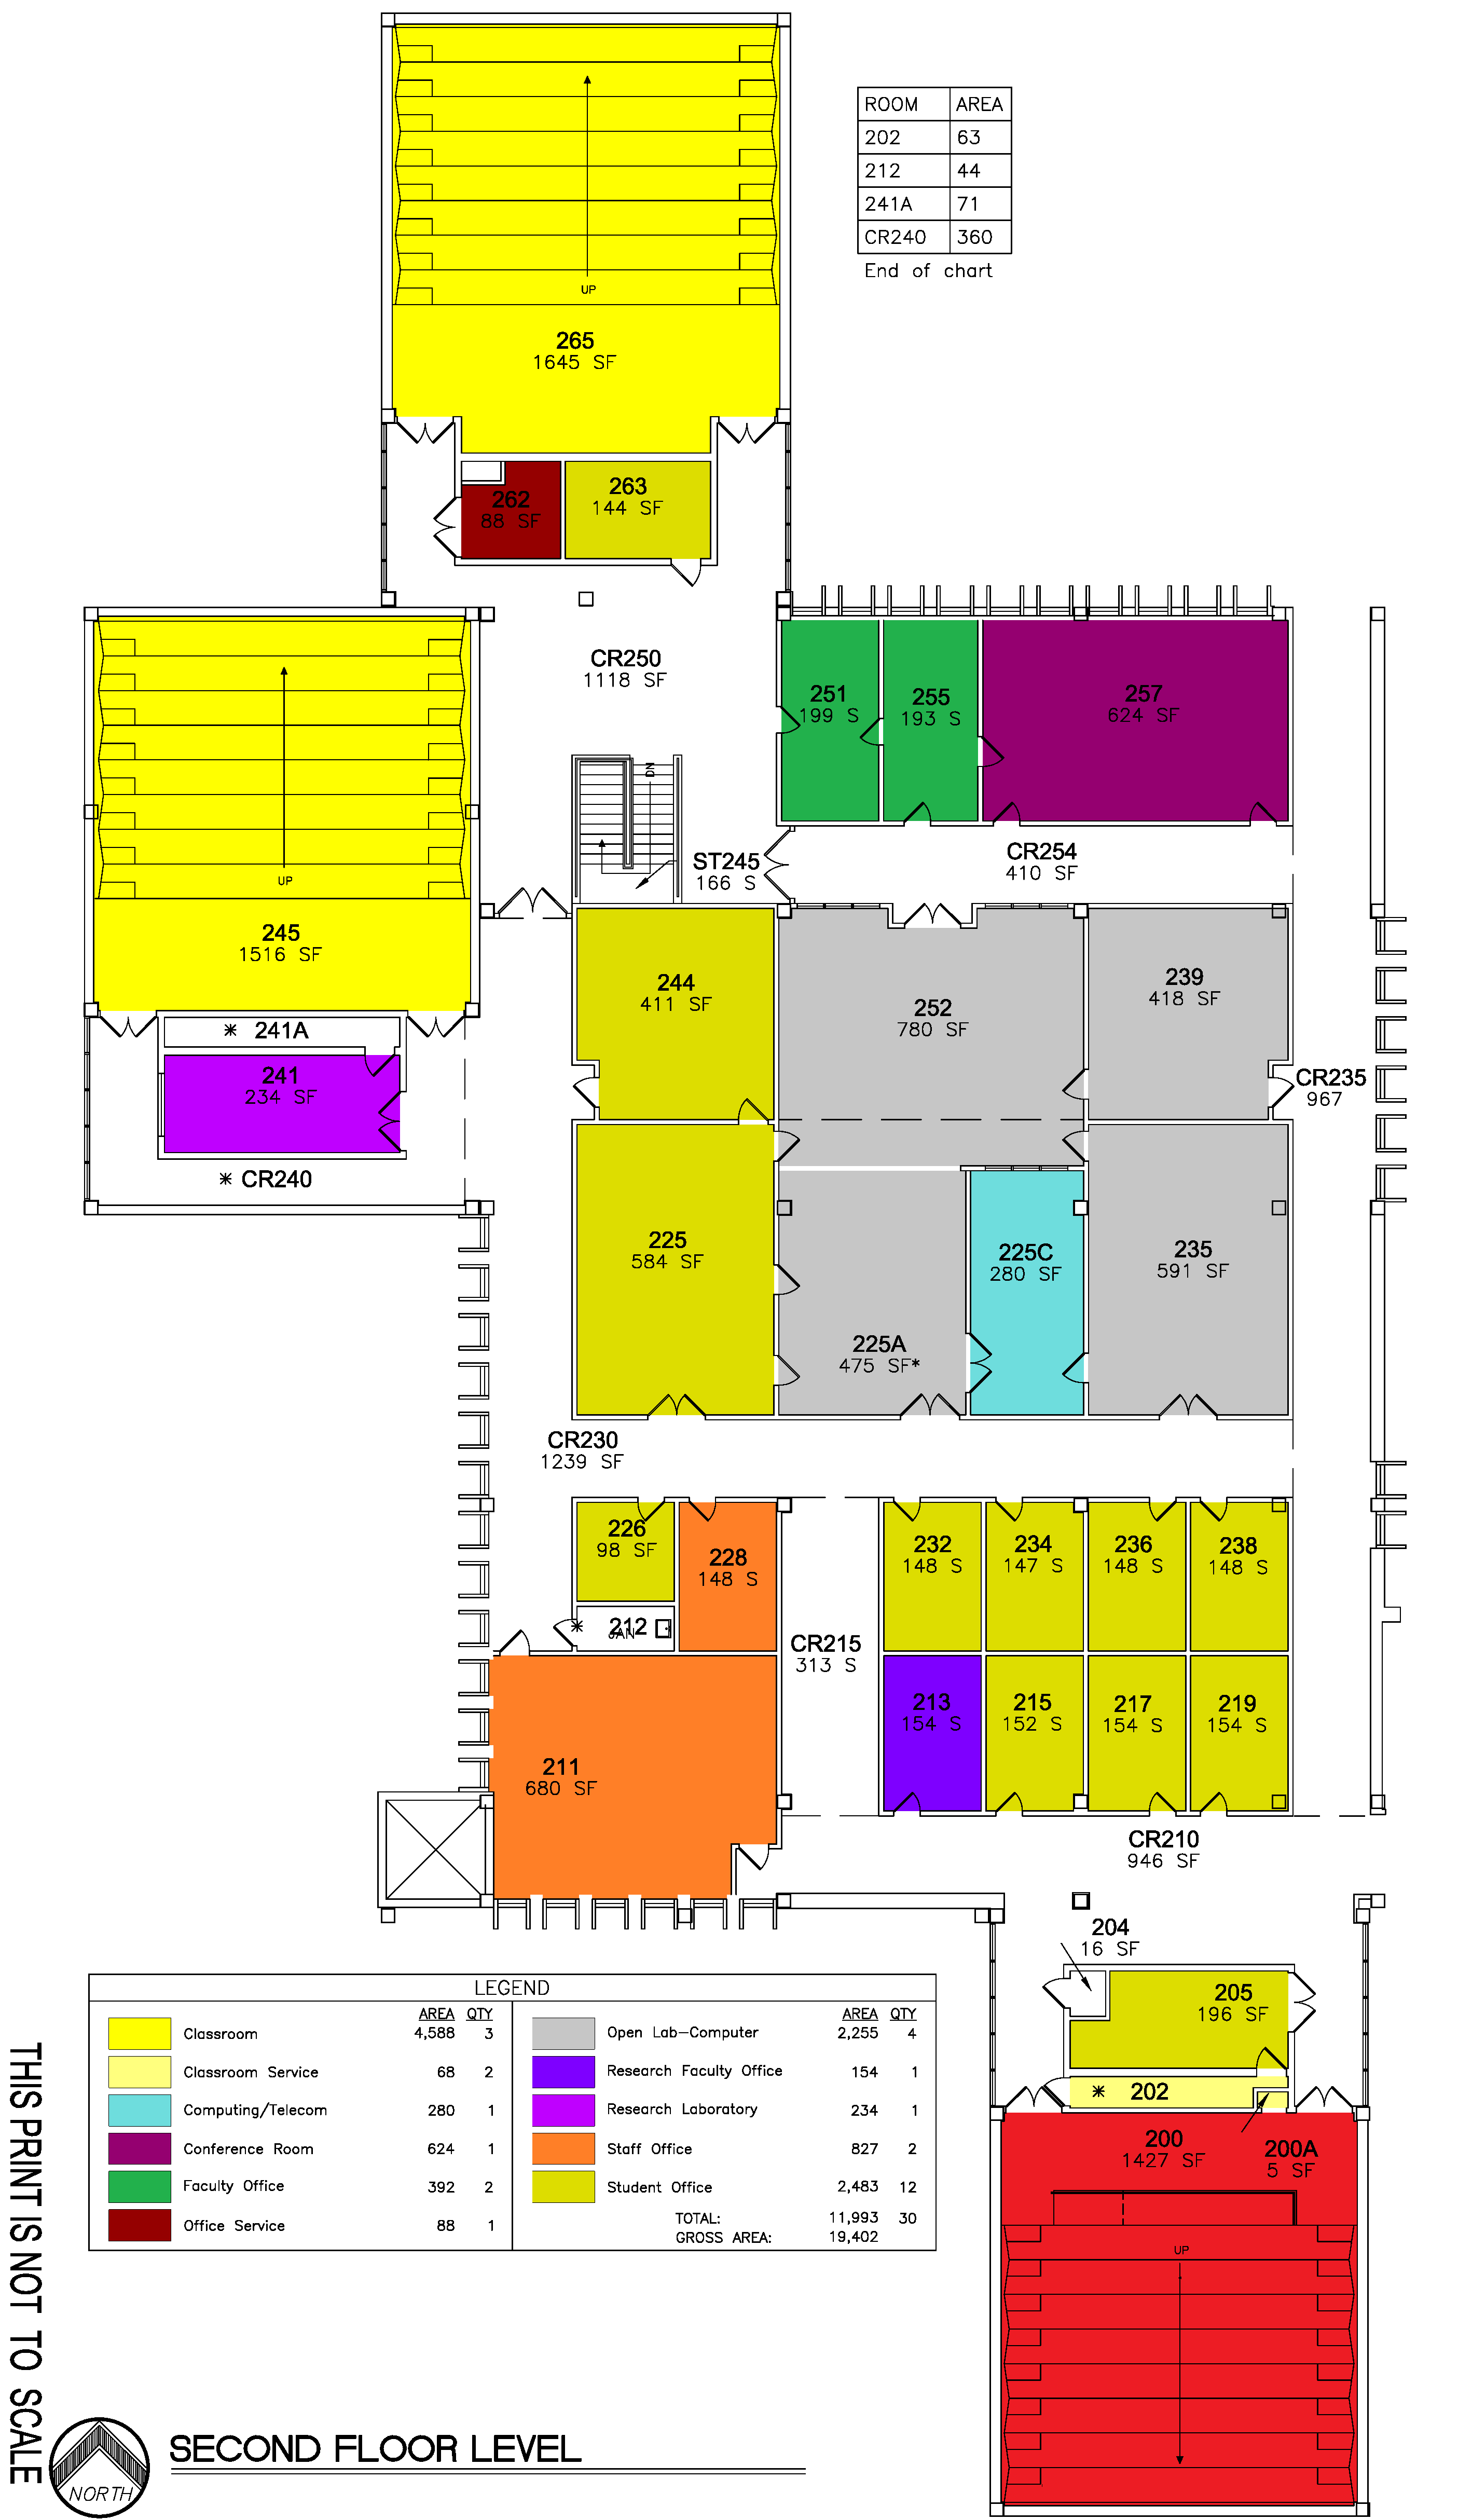 ROOM AREA
202 63
212 44
241A 71
CR240 360
End of chart
UP
265
1645 SF
262
88 SF
263
144 SF
CR250
1118 SF
251
199 S
255
193 S
257
624 SF
DN
ST245
166 S
CR254
410 SF
UP
245
1516 SF
* 241A
241
234 SF
* CR240
244
411 SF
252
780 SF
239
418 SF
CR235
967
225
584 SF
225A
475 SF*
225C
280 SF
235
591 SF
CR230
1239 SF
226
98 SF
228
148 S
* 212
JAN
232
148 S
234
147 S
236
148 S
238
148 S
CR215
313 S
213
154 S
215
152 S
217
154 S
219
154 S
211
680 SF
CR210
946 SF
204
16 SF
205
196 SF
* 202
200
1427 SF
200A
5 SF
UP
LEGEND
AREA QTY
Classroom 4,588 3
Classroom Service 68 2
Computing/Telecom 280 1
Conference Room 624 1
Faculty Office 392 2
Office Service 88 1
AREA QTY
Open Lab-Computer 2,255 4
Research Faculty Office 154 1
Research Laboratory 234 1
Staff Office 827 2
Student Office 2,483 12
TOTAL: 11,993 30
GROSS AREA: 19,402
THIS PRINT IS NOT TO SCALE
NORTH
SECOND FLOOR LEVEL